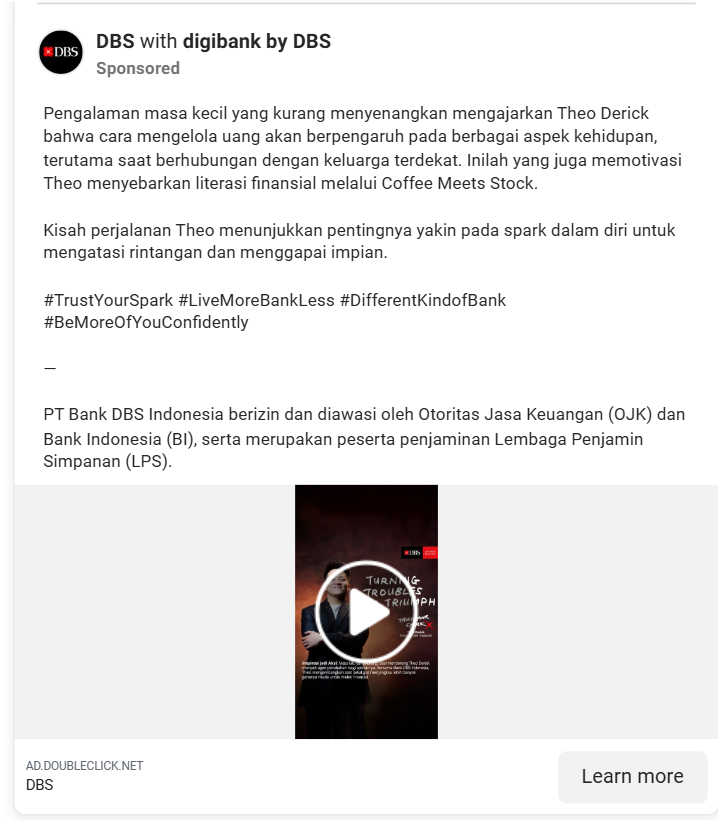 DBS with digibank by DBS
DBS
Sponsored
Pengalaman masa kecil yang kurang menyenangkan mengajarkan Theo Derick
bahwa cara mengelola uang akan berpengaruh pada berbagai aspek kehidupan,
terutama saat berhubungan dengan keluarga terdekat. Inilah yang juga memotivasi
Theo menyebarkan literasi finansial melalui Coffee Meets Stock.
Kisah perjalanan Theo menunjukkan pentingnya yakin pada spark dalam diri untuk
mengatasi rintangan dan menggapai impian.
#TrustYourSpark #LiveMoreBankLess #DifferentKindofBank
#BeMoreOfYouConfidently
—
PT Bank DBS Indonesia berizin dan diawasi oleh Otoritas Jasa Keuangan (OJK) dan
Bank Indonesia (BI), serta merupakan peserta penjaminan Lembaga Penjamin
Simpanan (LPS).
DBS
TURNING
TROUBLES
TRIUMPH
AD.DOUBLECLICK.NET
DBS
Learn more